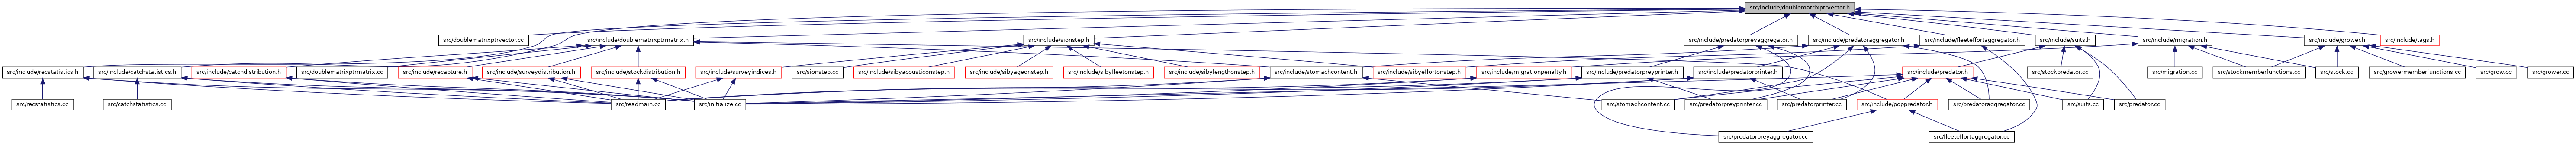 src/include/doublematrixptrvector.h
src/doublematrixptrvector.cc
src/include/doublematrixptrmatrix.h
src/include/sionstep.h
src/include/predatorpreyaggregator.h
src/include/predatoraggregator.h
src/include/fleeteffortaggregator.h
src/include/suits.h
src/include/migration.h
src/include/grower.h
src/include/tags.h
src/include/recstatistics.h
src/include/catchstatistics.h
src/include/catchdistribution.h
src/doublematrixptrmatrix.cc
src/include/recapture.h
src/include/surveydistribution.h
src/include/stockdistribution.h
src/include/surveyindices.h
src/sionstep.cc
src/include/sibyacousticonstep.h
src/include/sibyageonstep.h
src/include/sibyfleetonstep.h
src/include/sibylengthonstep.h
src/include/stomachcontent.h
src/include/sibyeffortonstep.h
src/include/migrationpenalty.h
src/include/predatorpreyprinter.h
src/include/predatorprinter.h
src/include/predator.h
src/stockpredator.cc
src/migration.cc
src/stockmemberfunctions.cc
src/stock.cc
src/growermemberfunctions.cc
src/grow.cc
src/grower.cc
src/recstatistics.cc
src/catchstatistics.cc
src/readmain.cc
src/initialize.cc
src/stomachcontent.cc
src/predatorpreyprinter.cc
src/predatorprinter.cc
src/include/poppredator.h
src/predatoraggregator.cc
src/suits.cc
src/predator.cc
src/predatorpreyaggregator.cc
src/fleeteffortaggregator.cc